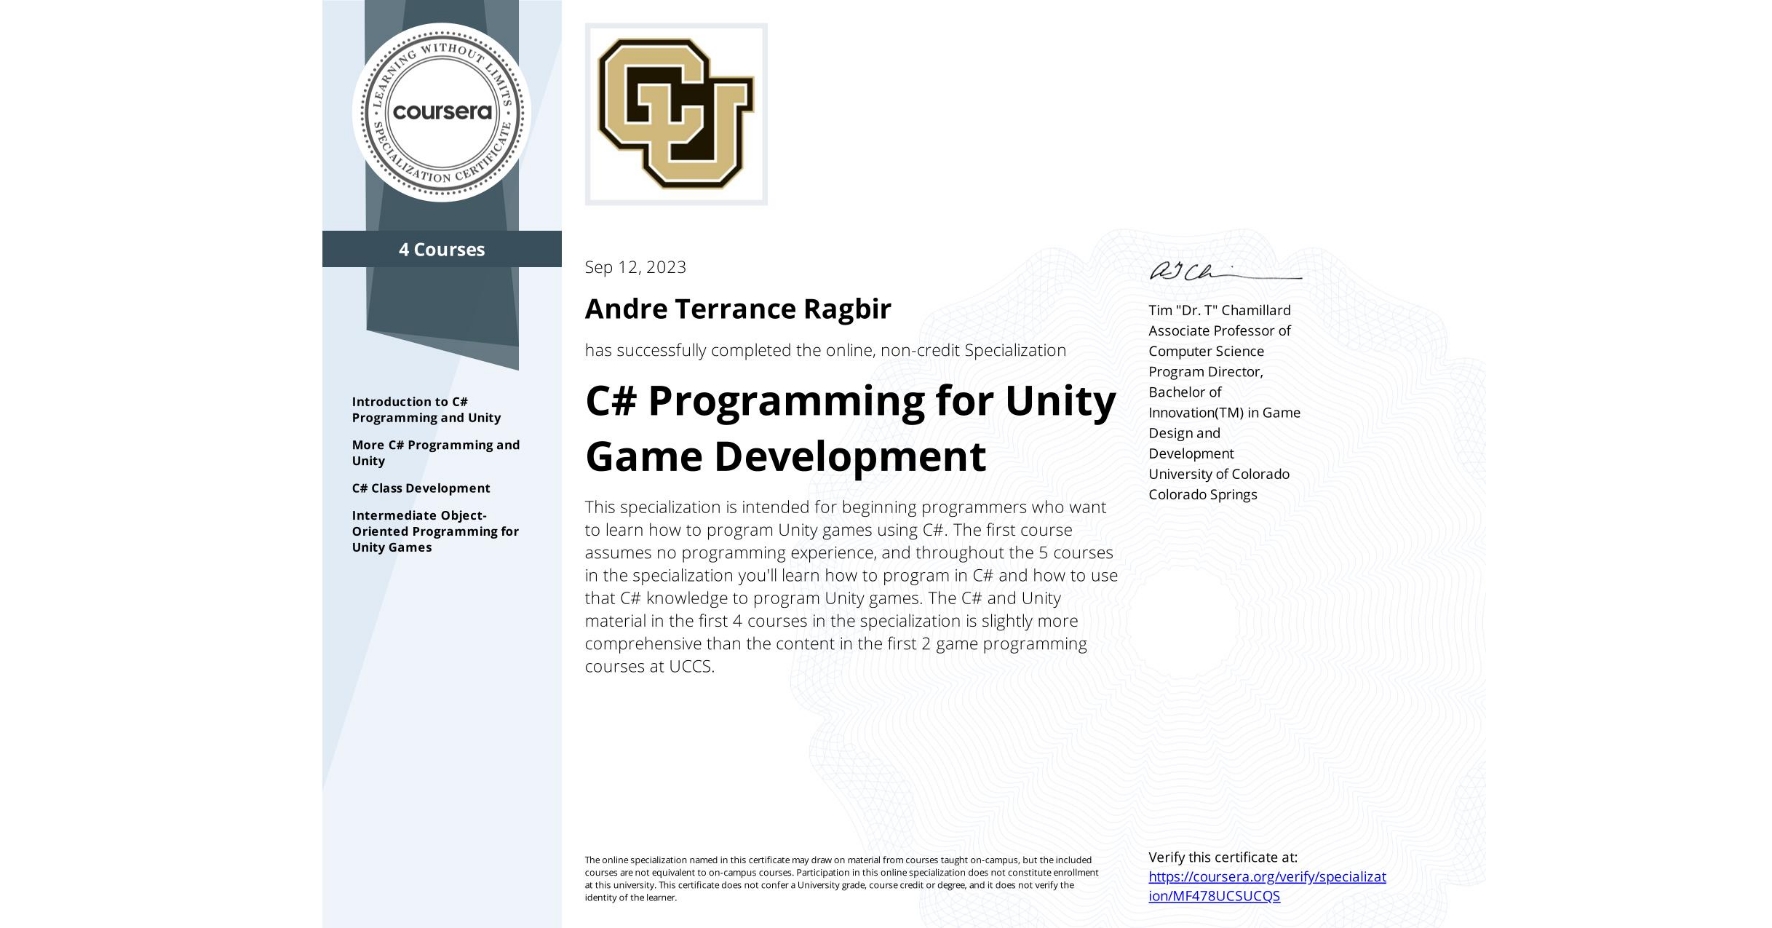 LEARNING WITHOUT LIMITS
coursera
SPECIALIZATION CERTIFICATE
4 Courses
Introduction to C#
Programming and Unity
More C# Programming and
Unity
C# Class Development
Intermediate Object-
Oriented Programming for
Unity Games
CU
Sep 12, 2023
Andre Terrance Ragbir
has successfully completed the online, non-credit Specialization
C# Programming for Unity
Game Development
This specialization is intended for beginning programmers who want
to learn how to program Unity games using C#. The first course
assumes no programming experience, and throughout the 5 courses
in the specialization you'll learn how to program in C# and how to use
that C# knowledge to program Unity games. The C# and Unity
material in the first 4 courses in the specialization is slightly more
comprehensive than the content in the first 2 game programming
courses at UCCS.
The online specialization named in this certificate may draw on material from courses taught on-campus, but the included
courses are not equivalent to on-campus courses. Participation in this online specialization does not constitute enrollment
at this university. This certificate does not confer a University grade, course credit or degree, and it does not verify the
identity of the learner.
Tim "Dr. T" Chamillard
Associate Professor of
Computer Science
Program Director,
Bachelor of
Innovation(TM) in Game
Design and
Development
University of Colorado
Colorado Springs
Verify this certificate at:
https://coursera.org/verify/specializat
ion/MF478UCSUCQS